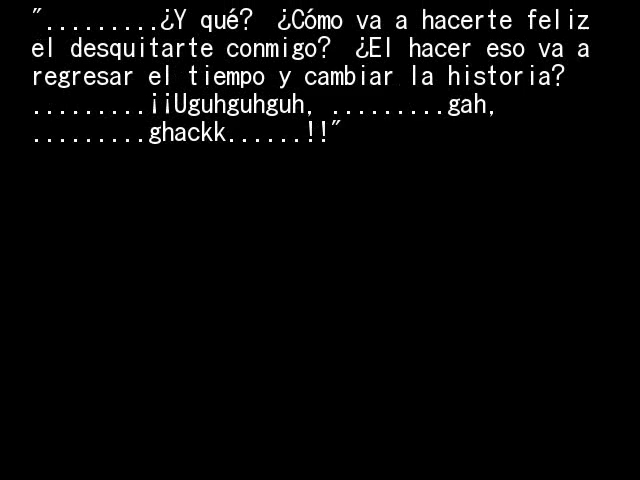 ".........¿Y qué?  ¿Cómo va a hacerte feliz
el desquitarte conmigo?  ¿El hacer eso va a
regresar el tiempo y cambiar la historia?
.........¡¡Uguhguhguh, .........gah,
.........ghackk......!!"